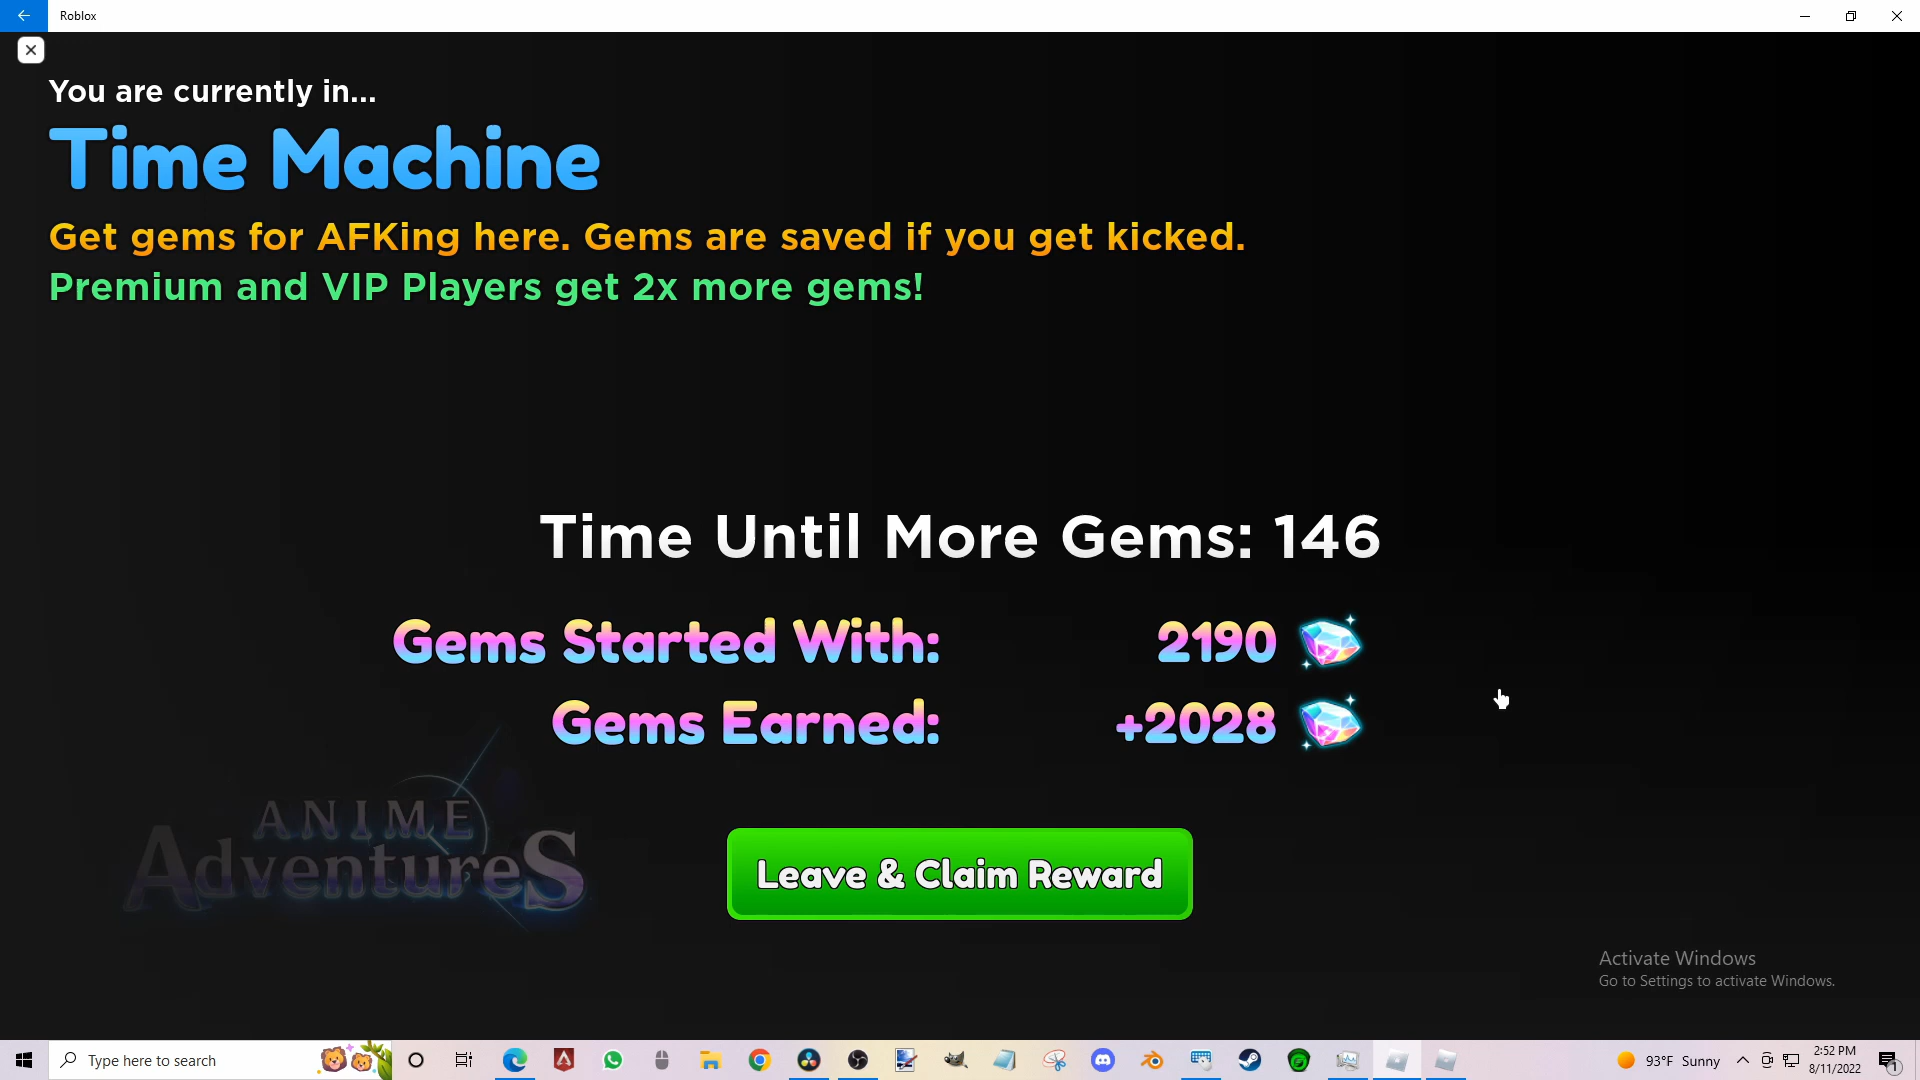 Roblox
You are currently in...
Time Machine
Get gems for AFKing here. Gems are saved if you get kicked.
Premium and VIP Players get 2x more gems!
Time Until More Gems: 146
Gems Started With: 2190
Gems Earned: +2028
ANIME
AdventureS
Leave & Claim Reward
Activate Windows
Go to Settings to activate Windows.
Type here to search
93°F Sunny
2:52 PM
8/11/2022
1